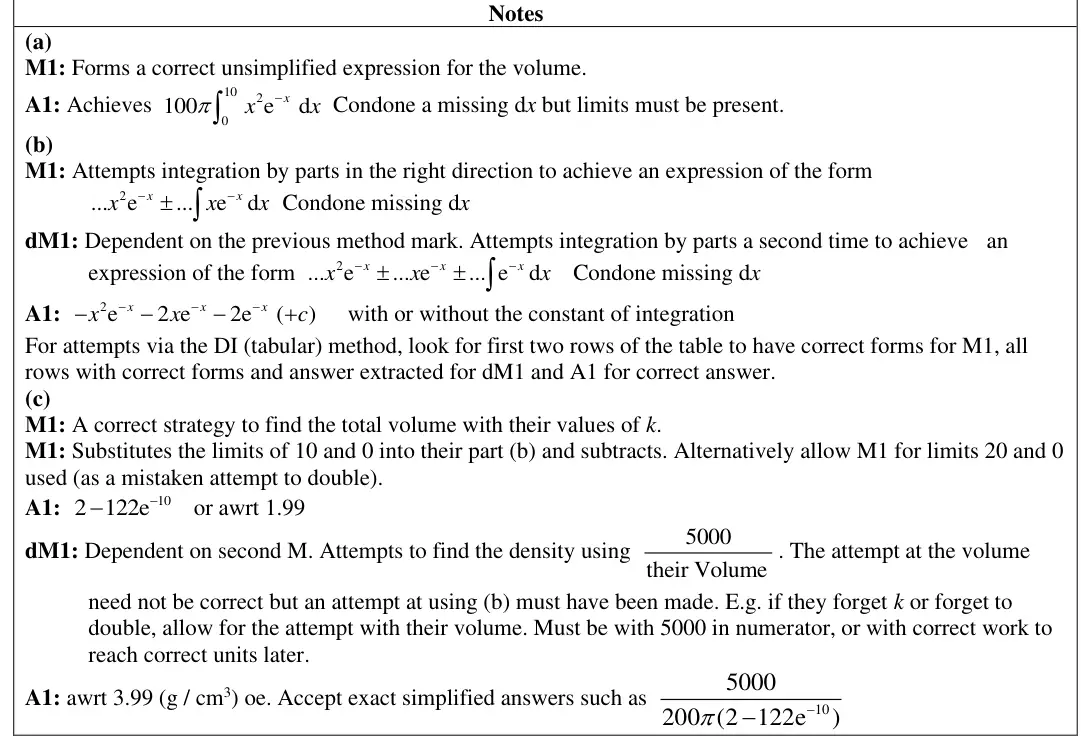 Notes
(a)
M1: Forms a correct unsimplified expression for the volume.
A1: Achieves 100π∫₀¹⁰ x²e⁻ˣ dx Condone a missing dx but limits must be present.
(b)
M1: Attempts integration by parts in the right direction to achieve an expression of the form
...x²e⁻ˣ ± ...∫ xe⁻ˣ dx Condone missing dx
dM1: Dependent on the previous method mark. Attempts integration by parts a second time to achieve an
expression of the form ...x²e⁻ˣ ± ...xe⁻ˣ ± ...∫ e⁻ˣ dx Condone missing dx
A1: −x²e⁻ˣ − 2xe⁻ˣ − 2e⁻ˣ (+c) with or without the constant of integration
For attempts via the DI (tabular) method, look for first two rows of the table to have correct forms for M1, all
rows with correct forms and answer extracted for dM1 and A1 for correct answer.
(c)
M1: A correct strategy to find the total volume with their values of k.
M1: Substitutes the limits of 10 and 0 into their part (b) and subtracts. Alternatively allow M1 for limits 20 and 0
used (as a mistaken attempt to double).
A1: 2 − 122e⁻¹⁰ or awrt 1.99
dM1: Dependent on second M. Attempts to find the density using 5000 / their Volume . The attempt at the volume
need not be correct but an attempt at using (b) must have been made. E.g. if they forget k or forget to
double, allow for the attempt with their volume. Must be with 5000 in numerator, or with correct work to
reach correct units later.
A1: awrt 3.99 (g / cm³) oe. Accept exact simplified answers such as 5000 / 200π(2 − 122e⁻¹⁰)